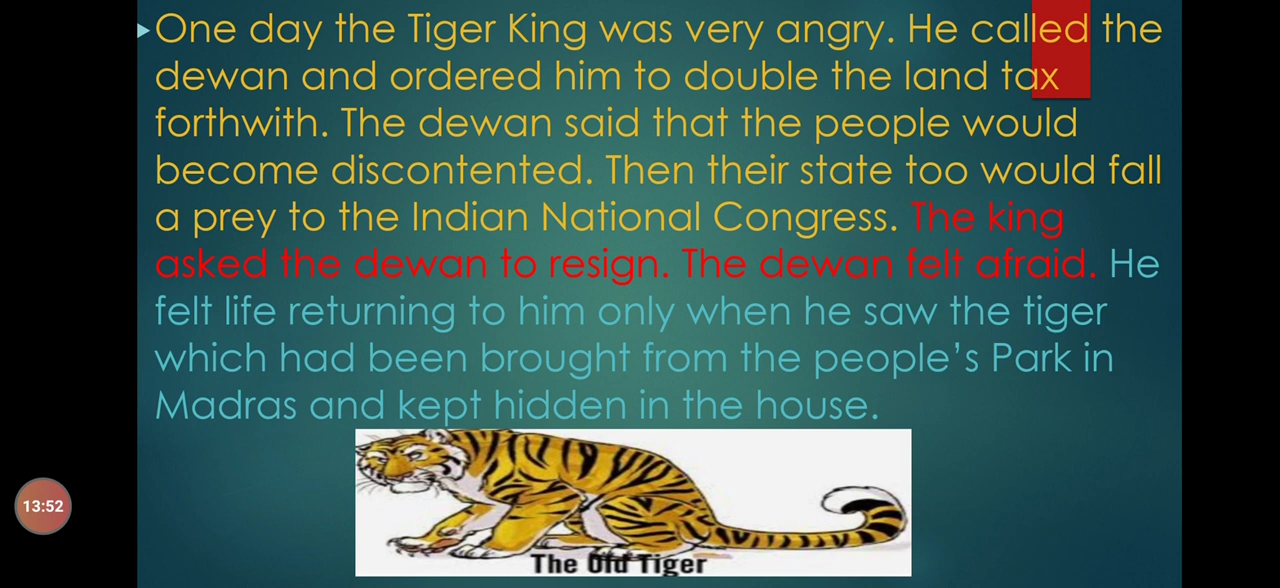 One day the Tiger King was very angry. He called the
dewan and ordered him to double the land tax
forthwith. The dewan said that the people would
become discontented. Then their state too would fall
a prey to the Indian National Congress. The king
asked the dewan to resign. The dewan felt afraid. He
felt life returning to him only when he saw the tiger
which had been brought from the people's Park in
Madras and kept hidden in the house.
13:52
The Old Tiger